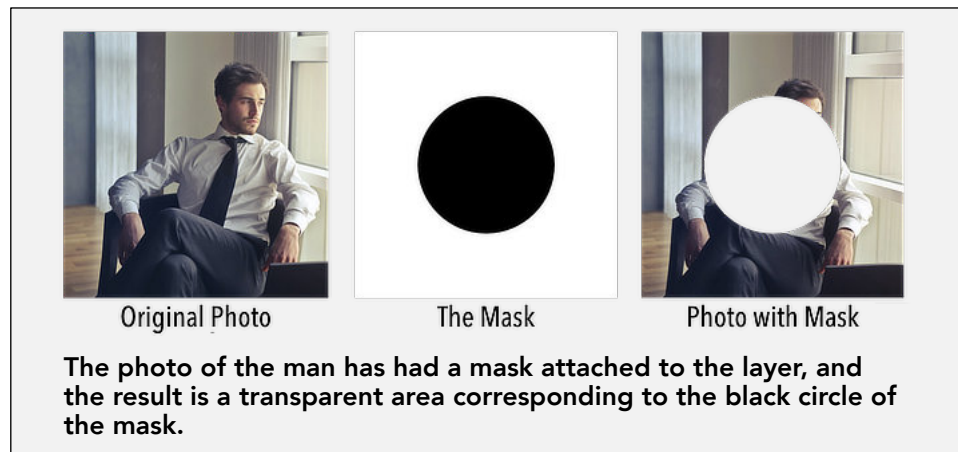 Original Photo
The Mask
Photo with Mask
The photo of the man has had a mask attached to the layer, and
the result is a transparent area corresponding to the black circle of
the mask.